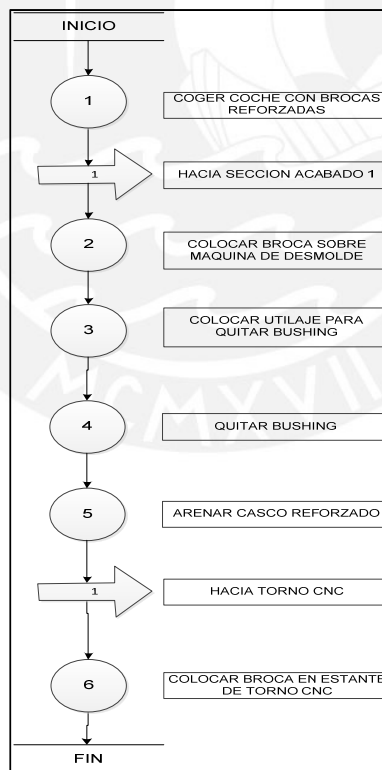 INICIO
1
COGER COCHE CON BROCAS
REFORZADAS
1
HACIA SECCION ACABADO 1
2
COLOCAR BROCA SOBRE
MAQUINA DE DESMOLDE
3
COLOCAR UTILAJE PARA
QUITAR BUSHING
4
QUITAR BUSHING
5
ARENAR CASCO REFORZADO
1
HACIA TORNO CNC
6
COLOCAR BROCA EN ESTANTE
DE TORNO CNC
FIN
MCMXVII